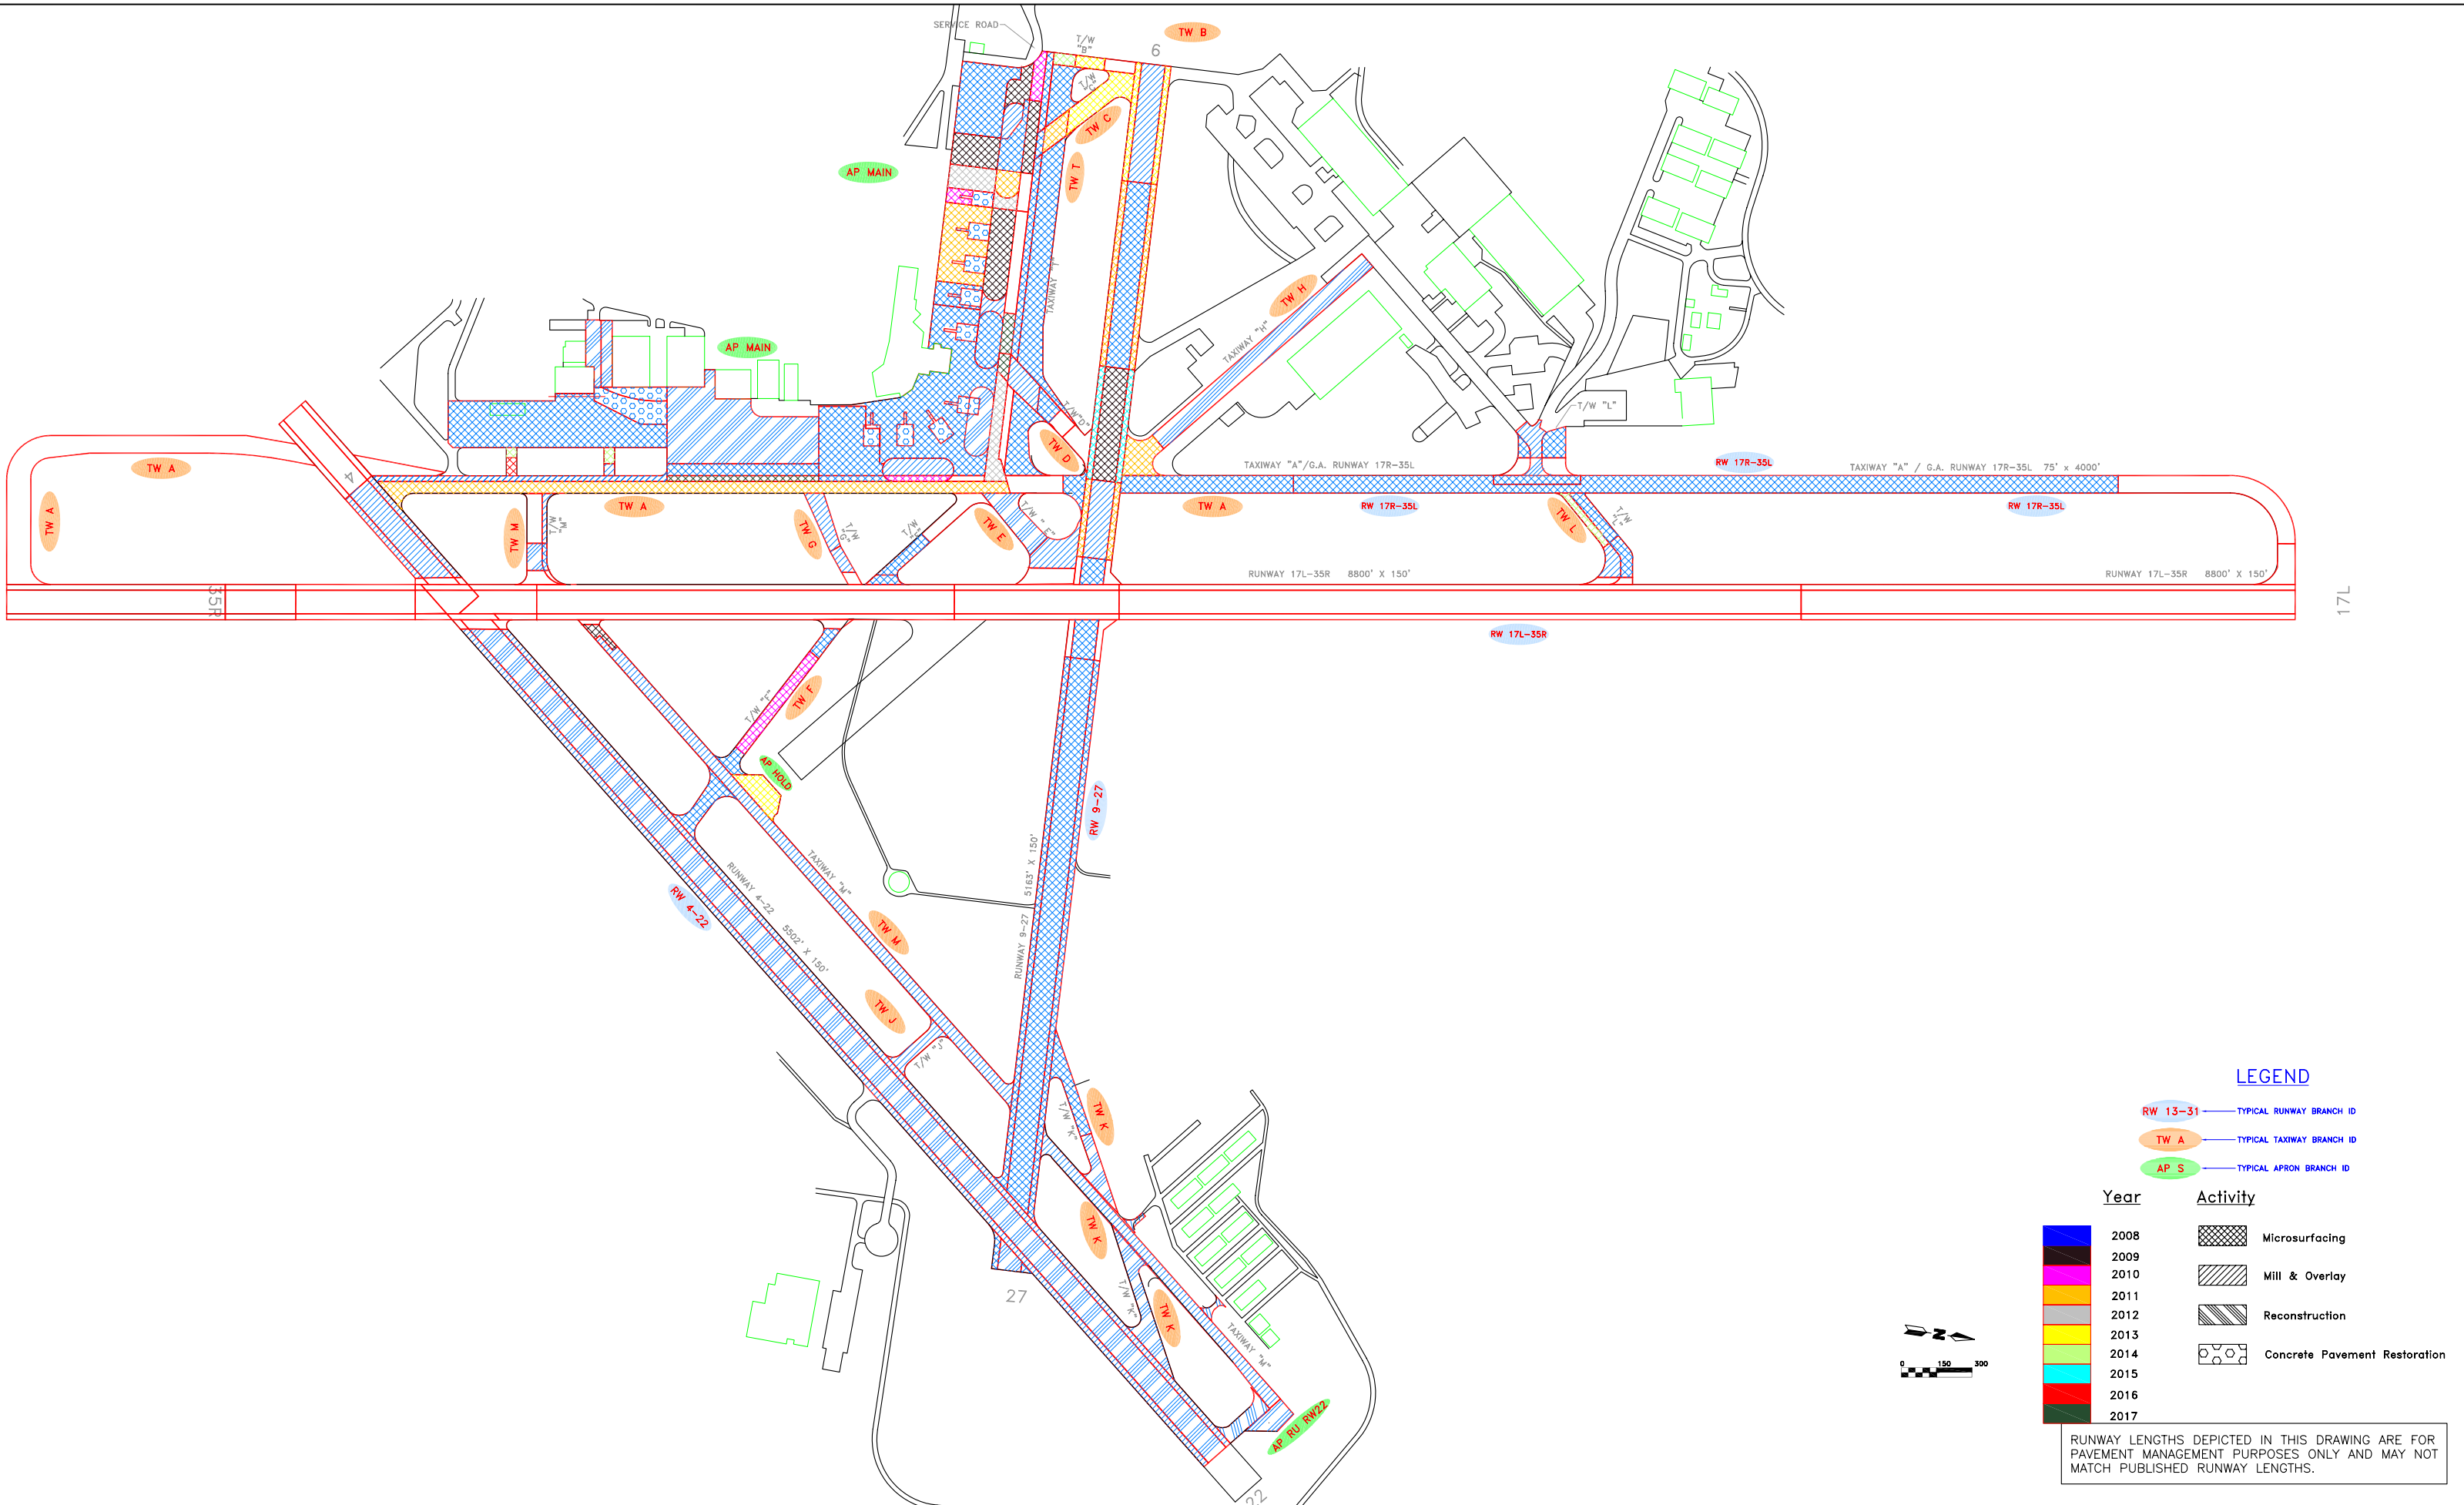 SERVICE ROAD
T/W
"B"
6
TW B
T/W
"C"
TW C
AP MAIN
TW T
TAXIWAY "T"
TW H
TAXIWAY "H"
AP MAIN
T/W "D"
TW D
T/W "L"
TW A
4
TAXIWAY "A"/G.A. RUNWAY 17R-35L
RW 17R-35L
TAXIWAY "A" / G.A. RUNWAY 17R-35L 75' x 4000'
TW A
TW M
T/W
"M"
TW A
TW G
T/W
"G"
T/W
TW E
T/W " E"
TW A
RW 17R-35L
TW L
T/W
"L"
RW 17R-35L
RUNWAY 17L-35R 8800' X 150'
RUNWAY 17L-35R 8800' X 150'
35R
17L
RW 17L-35R
T/W "F"
TW F
AP HOLD
RW 9-27
RUNWAY 9-27 5163' X 150'
TAXIWAY "M"
RUNWAY 4-22 5502' X 150'
RW 4-22
TW M
TW J
T/W "J"
T/W "K"
TW K
TW K
T/W "K"
TW K
27
TAXIWAY "M"
AP RU RW22
22
N
0 150 300
LEGEND
RW 13-31 TYPICAL RUNWAY BRANCH ID
TW A TYPICAL TAXIWAY BRANCH ID
AP S TYPICAL APRON BRANCH ID
Year Activity
2008
Microsurfacing
2009
2010
Mill & Overlay
2011
2012
Reconstruction
2013
2014
Concrete Pavement Restoration
2015
2016
2017
RUNWAY LENGTHS DEPICTED IN THIS DRAWING ARE FOR
PAVEMENT MANAGEMENT PURPOSES ONLY AND MAY NOT
MATCH PUBLISHED RUNWAY LENGTHS.